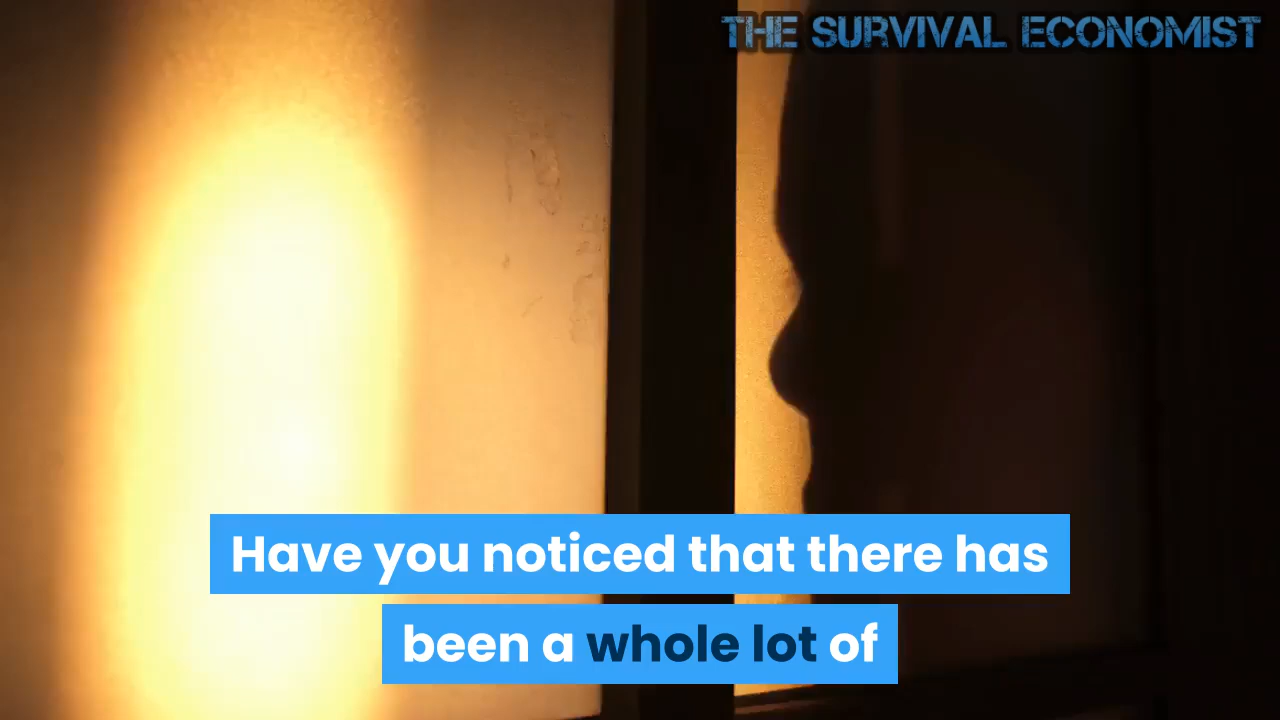 THE SURVIVAL ECONOMIST
Have you noticed that there has
been a whole lot of